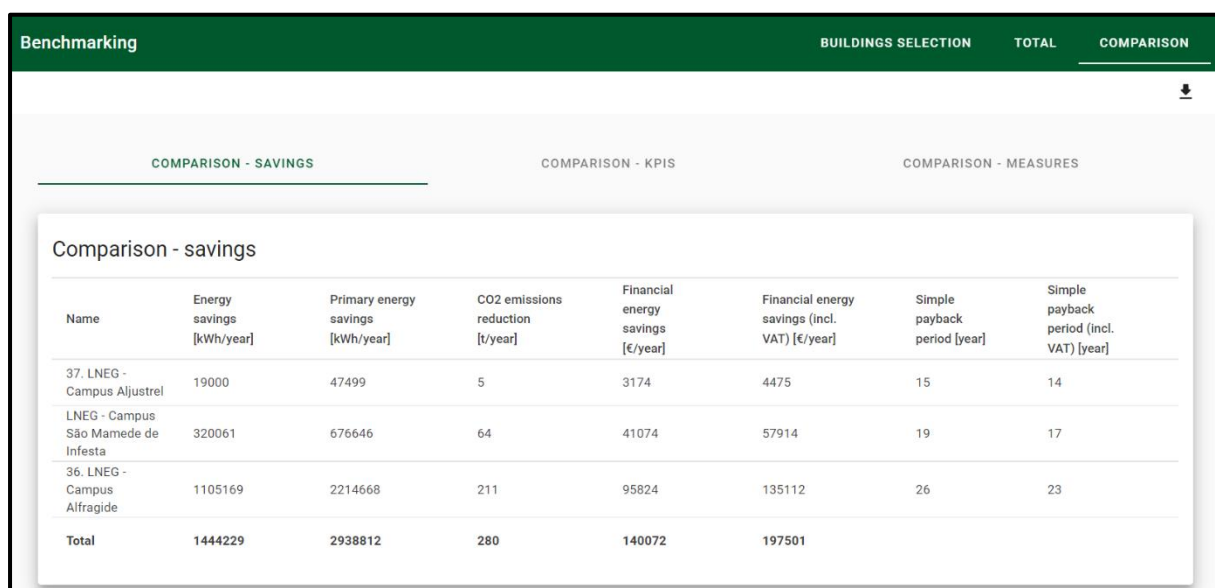 Benchmarking BUILDINGS SELECTION TOTAL COMPARISON
COMPARISON - SAVINGS COMPARISON - KPIS COMPARISON - MEASURES
Comparison - savings
Name
Energy
savings
[kWh/year]
Primary energy
savings
[kWh/year]
CO2 emissions
reduction
[t/year]
Financial
energy
savings
[€/year]
Financial energy
savings (incl.
VAT) [€/year]
Simple
payback
period [year]
Simple
payback
period (incl.
VAT) [year]
37. LNEG -
Campus Aljustrel
19000 47499 5 3174 4475 15 14
LNEG - Campus
São Mamede de
Infesta
320061 676646 64 41074 57914 19 17
36. LNEG -
Campus
Alfragide
1105169 2214668 211 95824 135112 26 23
Total 1444229 2938812 280 140072 197501